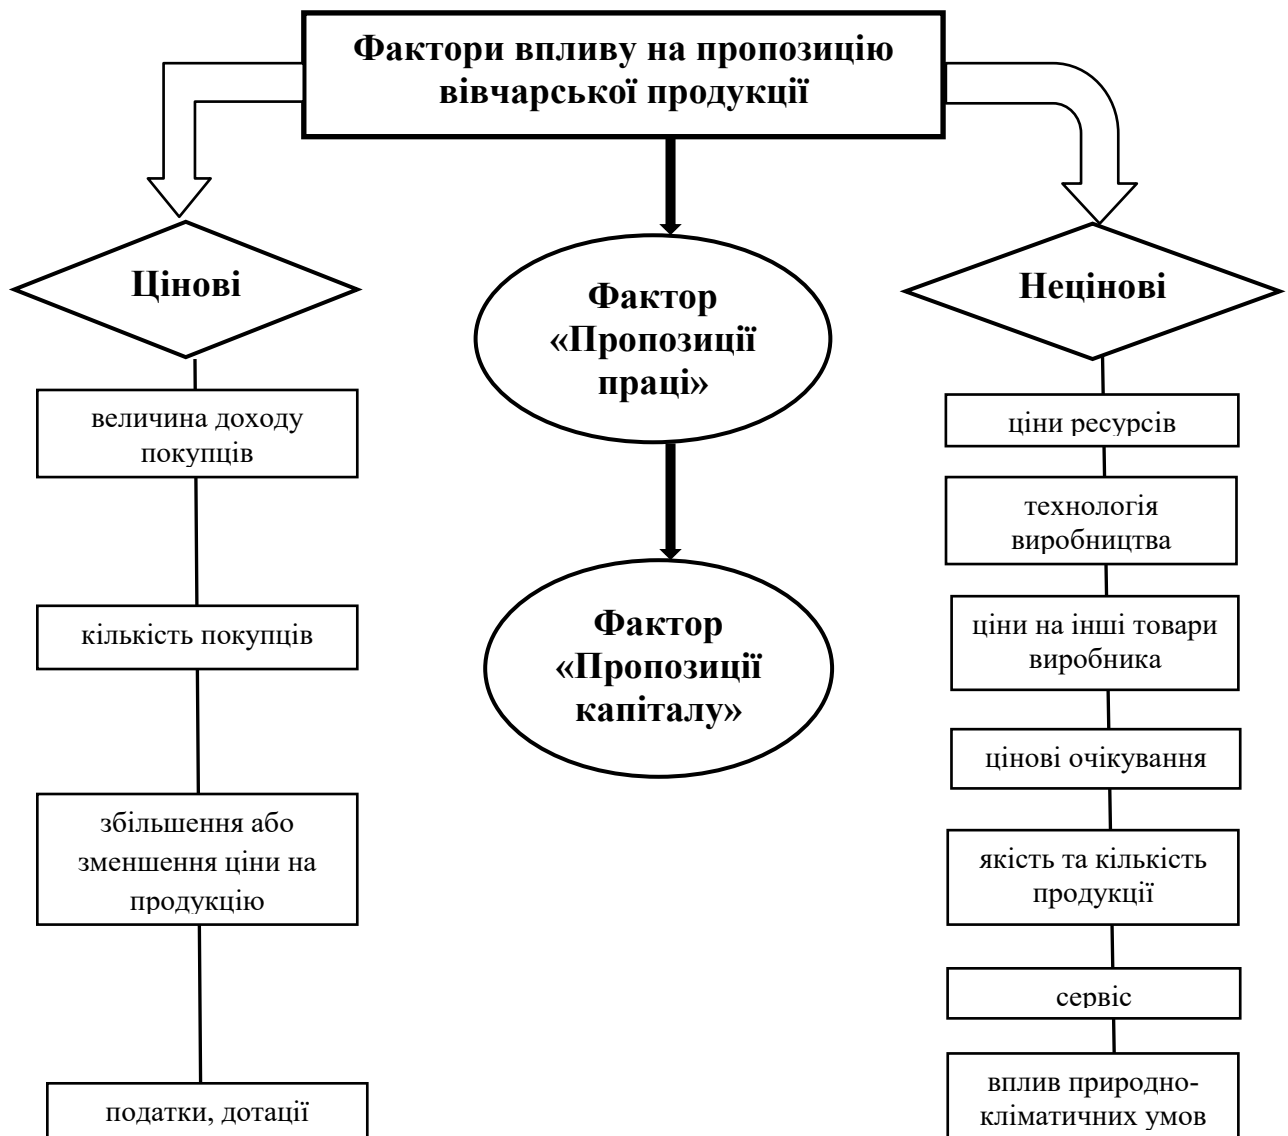 Фактори впливу на пропозицію
вівчарської продукції
Цінові
величина доходу
покупців
кількість покупців
збільшення або
зменшення ціни на
продукцію
податки, дотації
Фактор
«Пропозиції
праці»
Фактор
«Пропозиції
капіталу»
Нецінові
ціни ресурсів
технологія
виробництва
ціни на інші товари
виробника
цінові очікування
якість та кількість
продукції
сервіс
вплив природно-
кліматичних умов